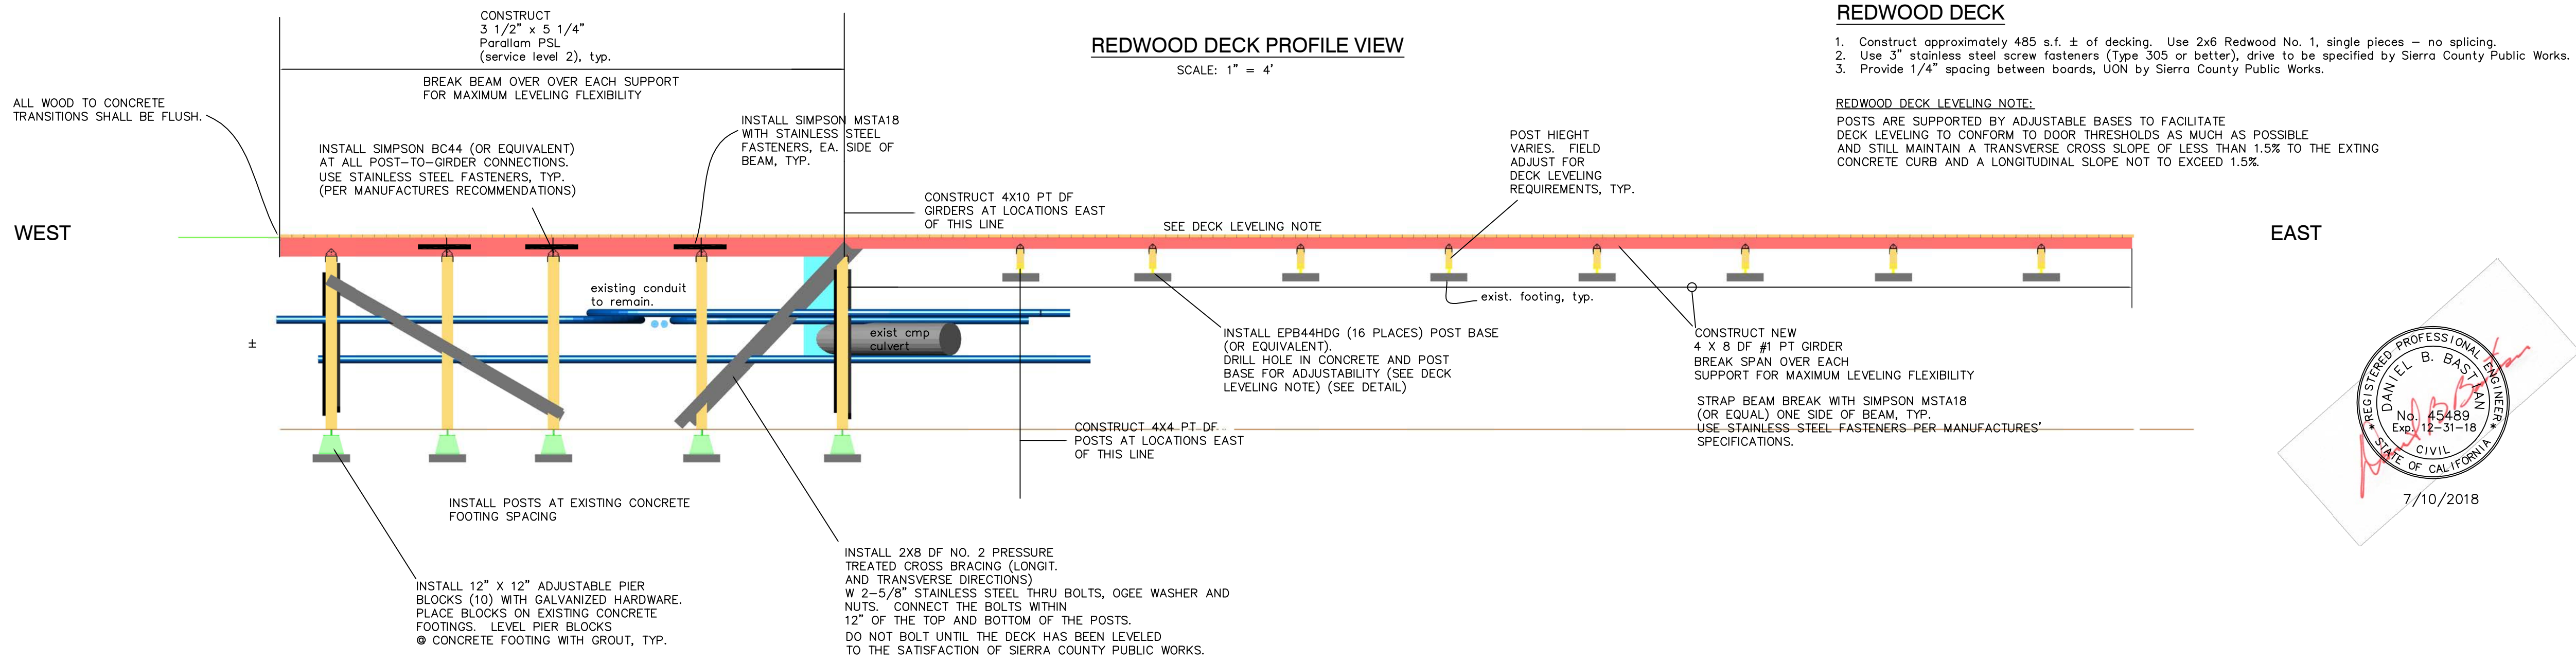 CONSTRUCT
3 1/2" x 5 1/4"
Parallam PSL
(service level 2), typ.
BREAK BEAM OVER OVER EACH SUPPORT
FOR MAXIMUM LEVELING FLEXIBILITY
ALL WOOD TO CONCRETE
TRANSITIONS SHALL BE FLUSH.
INSTALL SIMPSON BC44 (OR EQUIVALENT)
AT ALL POST-TO-GIRDER CONNECTIONS.
USE STAINLESS STEEL FASTENERS, TYP.
(PER MANUFACTURES RECOMMENDATIONS)
INSTALL SIMPSON MSTA18
WITH STAINLESS STEEL
FASTENERS, EA. SIDE OF
BEAM, TYP.
REDWOOD DECK PROFILE VIEW
SCALE: 1" = 4'
CONSTRUCT 4X10 PT DF
GIRDERS AT LOCATIONS EAST
OF THIS LINE
SEE DECK LEVELING NOTE
POST HIEGHT
VARIES. FIELD
ADJUST FOR
DECK LEVELING
REQUIREMENTS, TYP.
REDWOOD DECK
1. Construct approximately 485 s.f. ± of decking. Use 2x6 Redwood No. 1, single pieces – no splicing.
2. Use 3" stainless steel screw fasteners (Type 305 or better), drive to be specified by Sierra County Public Works.
3. Provide 1/4" spacing between boards, UON by Sierra County Public Works.
REDWOOD DECK LEVELING NOTE:
POSTS ARE SUPPORTED BY ADJUSTABLE BASES TO FACILITATE
DECK LEVELING TO CONFORM TO DOOR THRESHOLDS AS MUCH AS POSSIBLE
AND STILL MAINTAIN A TRANSVERSE CROSS SLOPE OF LESS THAN 1.5% TO THE EXTING
CONCRETE CURB AND A LONGITUDINAL SLOPE NOT TO EXCEED 1.5%.
WEST
EAST
existing conduit
to remain.
±
exist cmp
culvert
exist. footing, typ.
INSTALL EPB44HDG (16 PLACES) POST BASE
(OR EQUIVALENT).
DRILL HOLE IN CONCRETE AND POST
BASE FOR ADJUSTABILITY (SEE DECK
LEVELING NOTE) (SEE DETAIL)
CONSTRUCT NEW
4 X 8 DF #1 PT GIRDER
BREAK SPAN OVER EACH
SUPPORT FOR MAXIMUM LEVELING FLEXIBILITY
STRAP BEAM BREAK WITH SIMPSON MSTA18
(OR EQUAL) ONE SIDE OF BEAM, TYP.
USE STAINLESS STEEL FASTENERS PER MANUFACTURES'
SPECIFICATIONS.
CONSTRUCT 4X4 PT DF
POSTS AT LOCATIONS EAST
OF THIS LINE
INSTALL POSTS AT EXISTING CONCRETE
FOOTING SPACING
INSTALL 12" X 12" ADJUSTABLE PIER
BLOCKS (10) WITH GALVANIZED HARDWARE.
PLACE BLOCKS ON EXISTING CONCRETE
FOOTINGS. LEVEL PIER BLOCKS
@ CONCRETE FOOTING WITH GROUT, TYP.
INSTALL 2X8 DF NO. 2 PRESSURE
TREATED CROSS BRACING (LONGIT.
AND TRANSVERSE DIRECTIONS)
W 2-5/8" STAINLESS STEEL THRU BOLTS, OGEE WASHER AND
NUTS. CONNECT THE BOLTS WITHIN
12" OF THE TOP AND BOTTOM OF THE POSTS.
DO NOT BOLT UNTIL THE DECK HAS BEEN LEVELED
TO THE SATISFACTION OF SIERRA COUNTY PUBLIC WORKS.
REGISTERED PROFESSIONAL ENGINEER
DANIEL B. BASTIAN
No. 45489
Exp. 12-31-18
CIVIL
STATE OF CALIFORNIA
7/10/2018